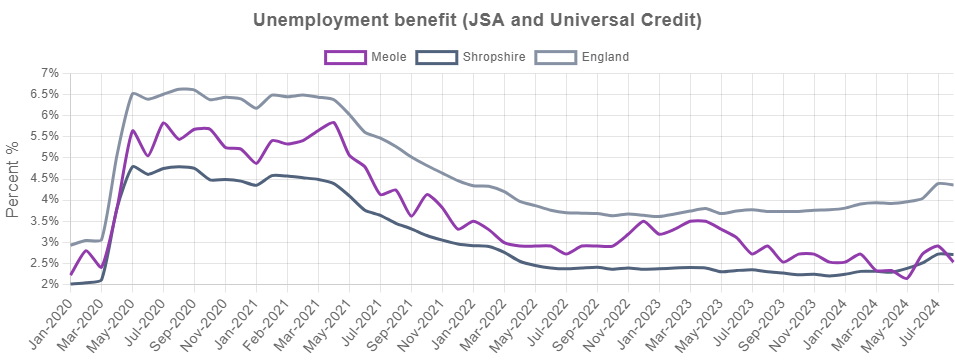 Unemployment benefit (JSA and Universal Credit)
Meole Shropshire England
7%
6.5%
6%
5.5%
5%
4.5%
4%
3.5%
3%
2.5%
2%
Percent %
Jan-2020
Mar-2020
May-2020
Jul-2020
Sep-2020
Nov-2020
Jan-2021
Feb-2021
Mar-2021
May-2021
Jul-2021
Sep-2021
Nov-2021
Jan-2022
Mar-2022
May-2022
Jul-2022
Sep-2022
Nov-2022
Jan-2023
Mar-2023
May-2023
Jul-2023
Sep-2023
Nov-2023
Jan-2024
Mar-2024
May-2024
Jul-2024